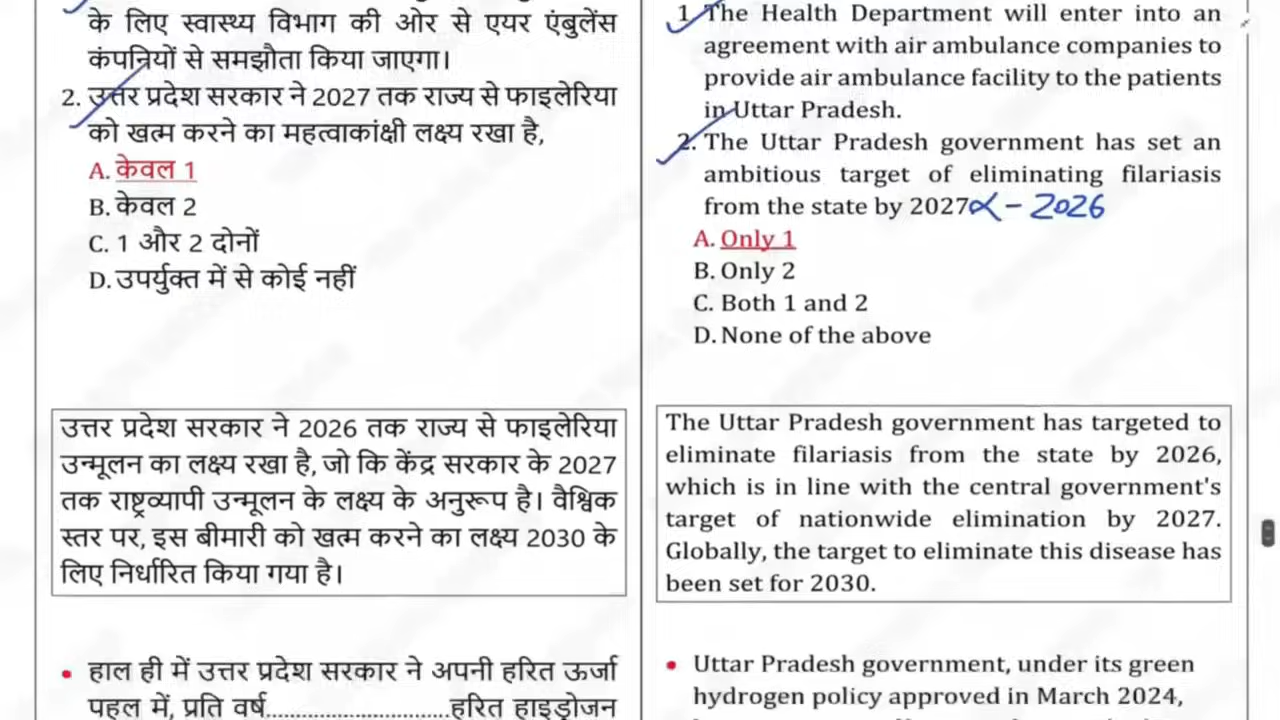 के लिए स्वास्थ्य विभाग की ओर से एयर एंबुलेंस
कंपनियों से समझौता किया जाएगा।
2. उत्तर प्रदेश सरकार ने 2027 तक राज्य से फाइलेरिया
को खत्म करने का महत्वाकांक्षी लक्ष्य रखा है,
A. केवल 1
B. केवल 2
C. 1 और 2 दोनों
D. उपर्युक्त में से कोई नहीं
उत्तर प्रदेश सरकार ने 2026 तक राज्य से फाइलेरिया
उन्मूलन का लक्ष्य रखा है, जो कि केंद्र सरकार के 2027
तक राष्ट्रव्यापी उन्मूलन के लक्ष्य के अनुरूप है। वैश्विक
स्तर पर, इस बीमारी को खत्म करने का लक्ष्य 2030 के
लिए निर्धारित किया गया है।
• हाल ही में उत्तर प्रदेश सरकार ने अपनी हरित ऊर्जा
पहल में, प्रति वर्ष............................हरित हाइड्रोजन
1. The Health Department will enter into an
agreement with air ambulance companies to
provide air ambulance facility to the patients
in Uttar Pradesh.
2. The Uttar Pradesh government has set an
ambitious target of eliminating filariasis
from the state by 2027 - 2026
A. Only 1
B. Only 2
C. Both 1 and 2
D. None of the above
The Uttar Pradesh government has targeted to
eliminate filariasis from the state by 2026,
which is in line with the central government's
target of nationwide elimination by 2027.
Globally, the target to eliminate this disease has
been set for 2030.
• Uttar Pradesh government, under its green
hydrogen policy approved in March 2024,